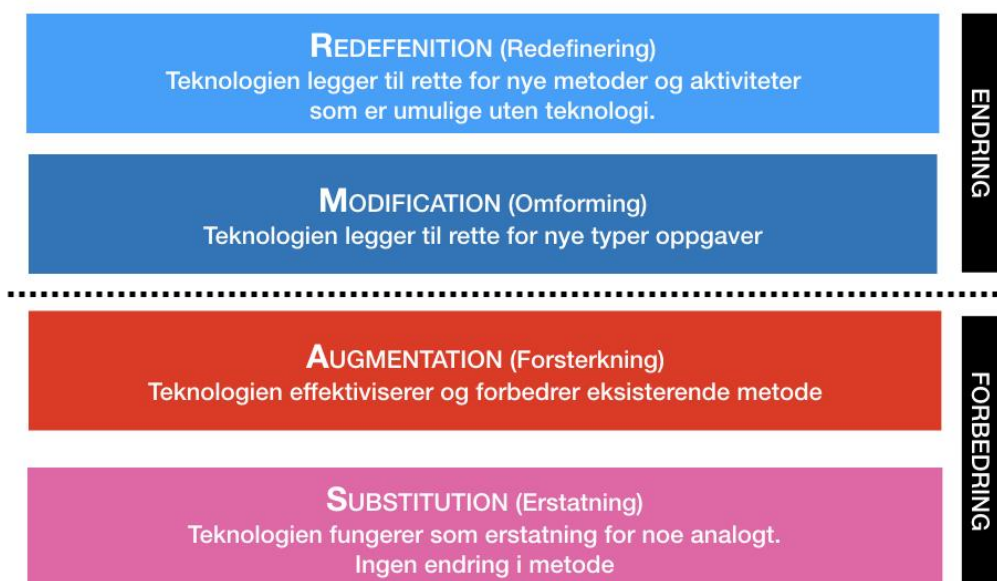 REDEFENITION (Redefinering)
Teknologien legger til rette for nye metoder og aktiviteter
som er umulige uten teknologi.
ENDRING
MODIFICATION (Omforming)
Teknologien legger til rette for nye typer oppgaver
AUGMENTATION (Forsterkning)
Teknologien effektiviserer og forbedrer eksisterende metode
FORBEDRING
SUBSTITUTION (Erstatning)
Teknologien fungerer som erstatning for noe analogt.
Ingen endring i metode